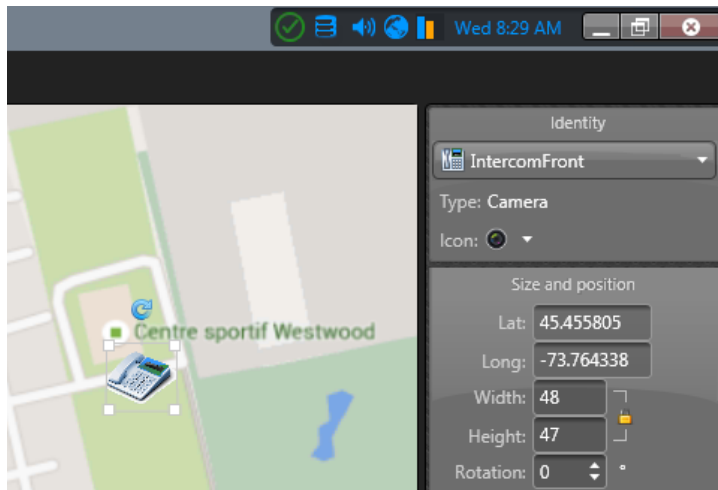 Wed 8:29 AM
Identity
IntercomFront
Type: Camera
Icon:
Size and position
Centre sportif Westwood
Lat: 45.455805
Long: -73.764338
Width: 48
Height: 47
Rotation: 0 °